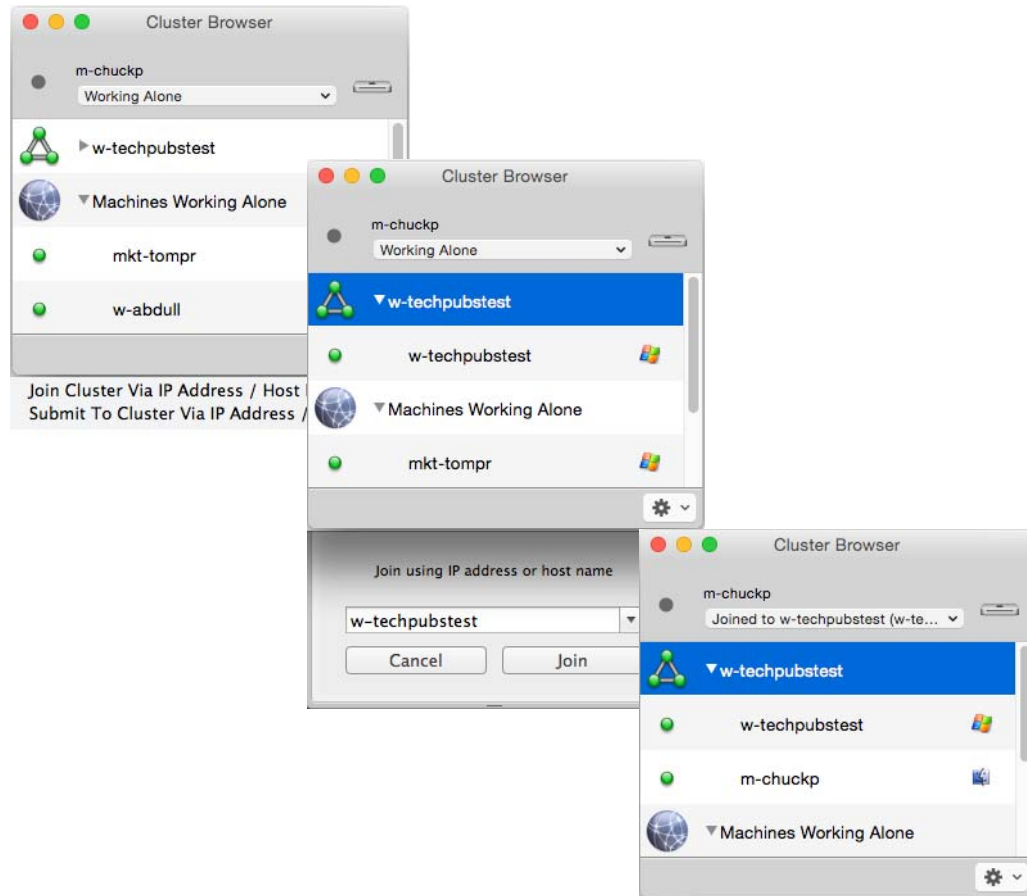 Cluster Browser
m-chuckp
Working Alone
w-techpubstest
Machines Working Alone
mkt-tompr
w-abdull
Join Cluster Via IP Address / Host
Submit To Cluster Via IP Address /
Cluster Browser
m-chuckp
Working Alone
w-techpubstest
w-techpubstest
Machines Working Alone
mkt-tompr
Join using IP address or host name
w-techpubstest
Cancel Join
Cluster Browser
m-chuckp
Joined to w-techpubstest (w-te...
w-techpubstest
w-techpubstest
m-chuckp
Machines Working Alone